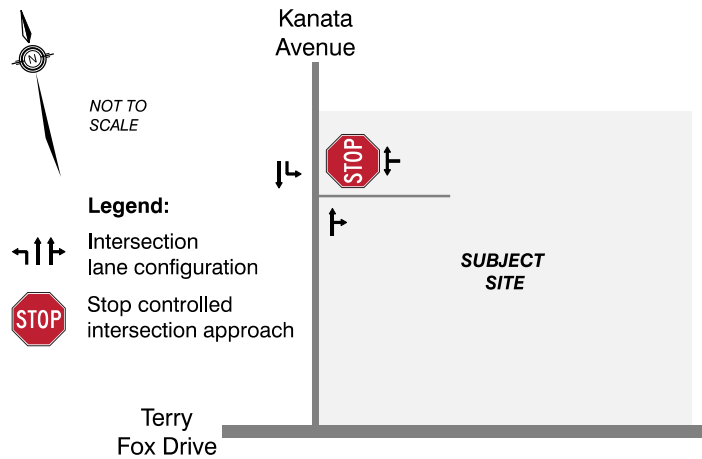 Kanata
Avenue
N
NOT TO
SCALE
STOP
Legend:
Intersection
lane configuration
SUBJECT
SITE
STOP
Stop controlled
intersection approach
Terry
Fox Drive